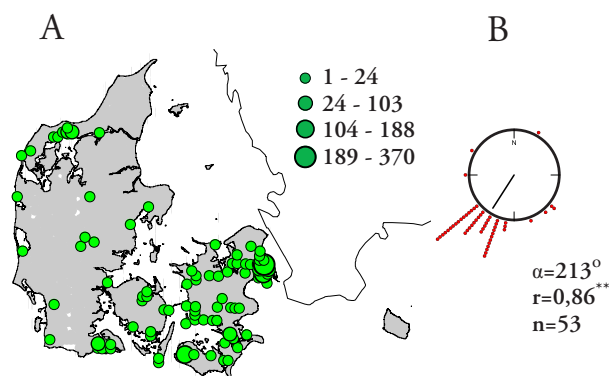 A
B
1 - 24
24 - 103
104 - 188
189 - 370
N
α=213°
r=0,86**
n=53